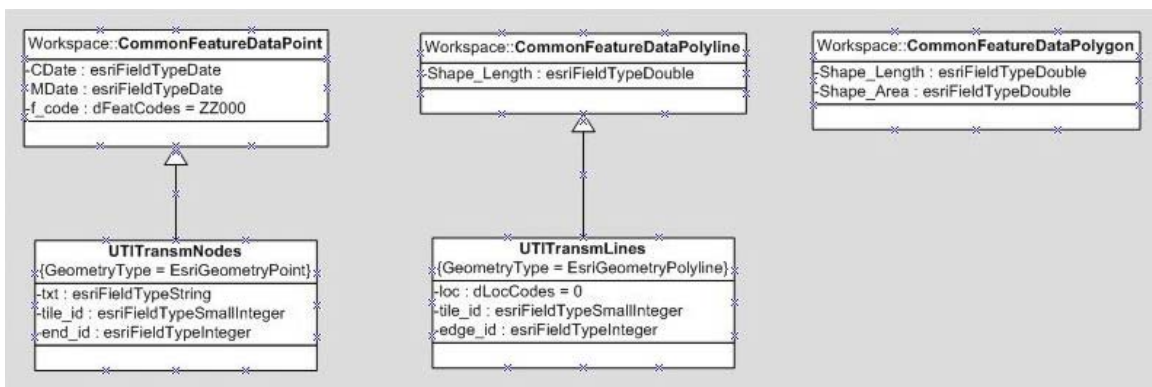 Workspace::CommonFeatureDataPoint
-CDate : esriFieldTypeDate
-MDate : esriFieldTypeDate
-f_code : dFeatCodes = ZZ000
Workspace::CommonFeatureDataPolyline
-Shape_Length : esriFieldTypeDouble
Workspace::CommonFeatureDataPolygon
-Shape_Length : esriFieldTypeDouble
-Shape_Area : esriFieldTypeDouble
UTITransmNodes
{GeometryType = EsriGeometryPoint}
-txt : esriFieldTypeString
-tile_id : esriFieldTypeSmallInteger
-end_id : esriFieldTypeInteger
UTITransmLines
{GeometryType = EsriGeometryPolyline}
-loc : dLocCodes = 0
-tile_id : esriFieldTypeSmallInteger
-edge_id : esriFieldTypeInteger